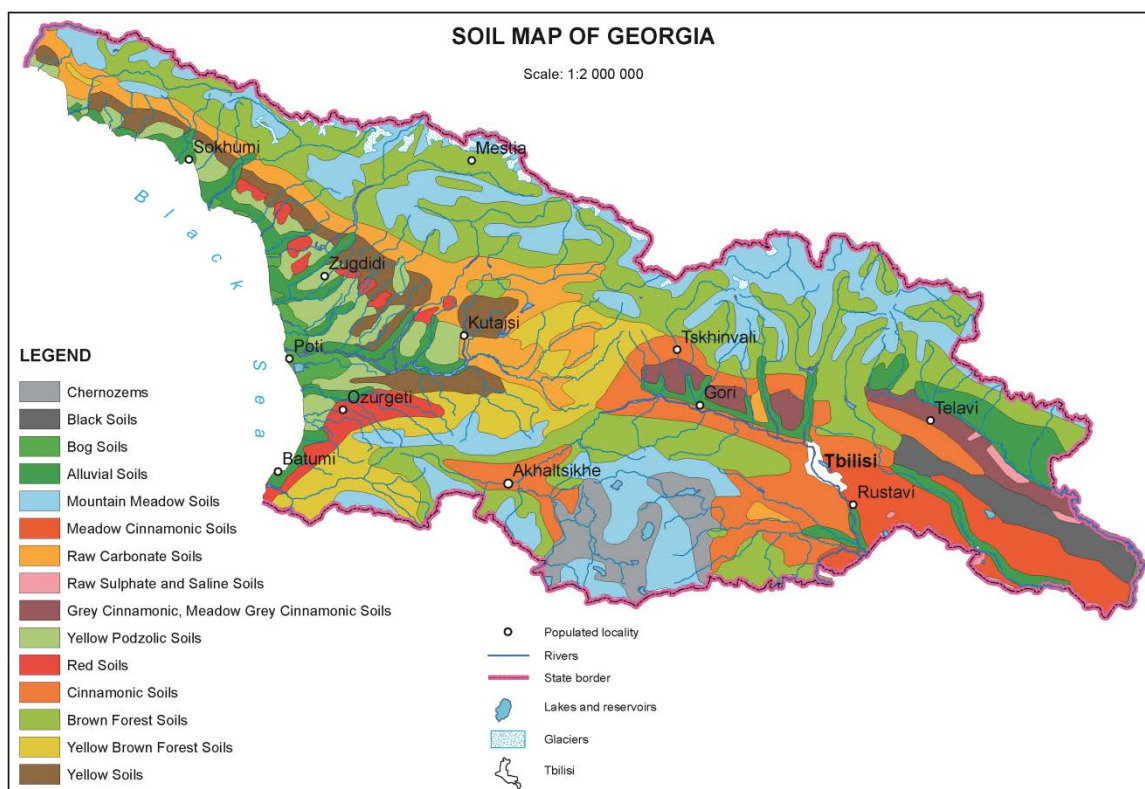 SOIL MAP OF GEORGIA
Scale: 1:2 000 000
Sokhumi
Mestia
Black Sea
Zugdidi
Kutaisi
Tskhinvali
Poti
Gori
Telavi
Ozurgeti
Batumi
Akhaltsikhe
Tbilisi
Rustavi
LEGEND
Chernozems
Black Soils
Bog Soils
Alluvial Soils
Mountain Meadow Soils
Meadow Cinnamonic Soils
Raw Carbonate Soils
Raw Sulphate and Saline Soils
Grey Cinnamonic, Meadow Grey Cinnamonic Soils
Yellow Podzolic Soils
Red Soils
Cinnamonic Soils
Brown Forest Soils
Yellow Brown Forest Soils
Yellow Soils
Populated locality
Rivers
State border
Lakes and reservoirs
Glaciers
Tbilisi